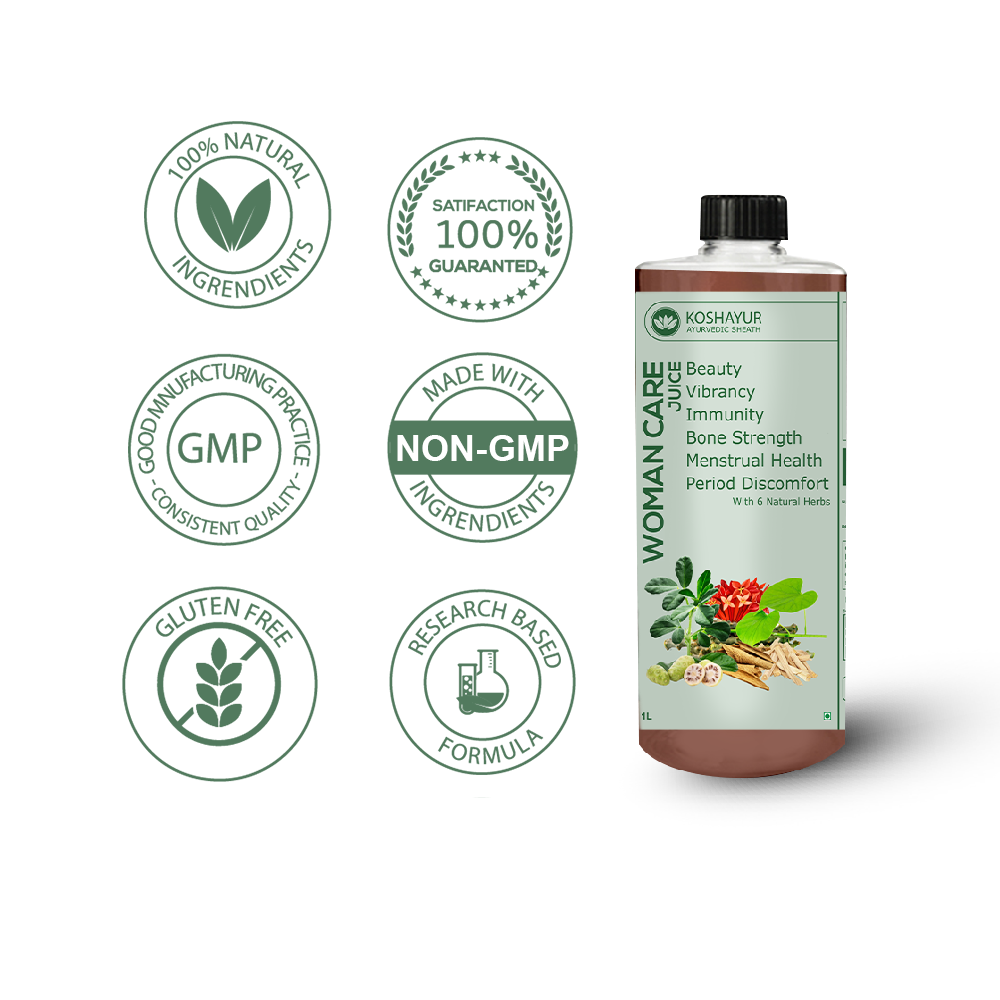 100% NATURAL
INGRENDIENTS
SATIFACTION
100%
GUARANTED
GOOD MNUFACTURING PRACTICE
GMP
- CONSISTENT QUALITY -
MADE WITH
NON-GMP
INGRENDIENTS
GLUTEN FREE
RESEARCH BASED
FORMULA
KOSHAYUR
AYURVEDIC SHEATH
WOMAN CARE
JUICE
Beauty
Vibrancy
Immunity
Bone Strength
Menstrual Health
Period Discomfort
With 6 Natural Herbs
1L